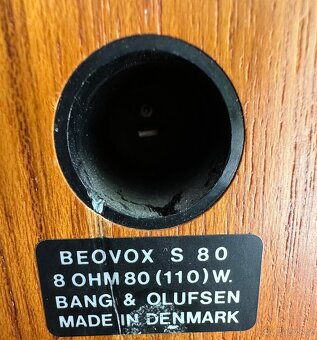 BEOVOX S 80
8 OHM 80 (110) W.
BANG & OLUFSEN
MADE IN DENMARK